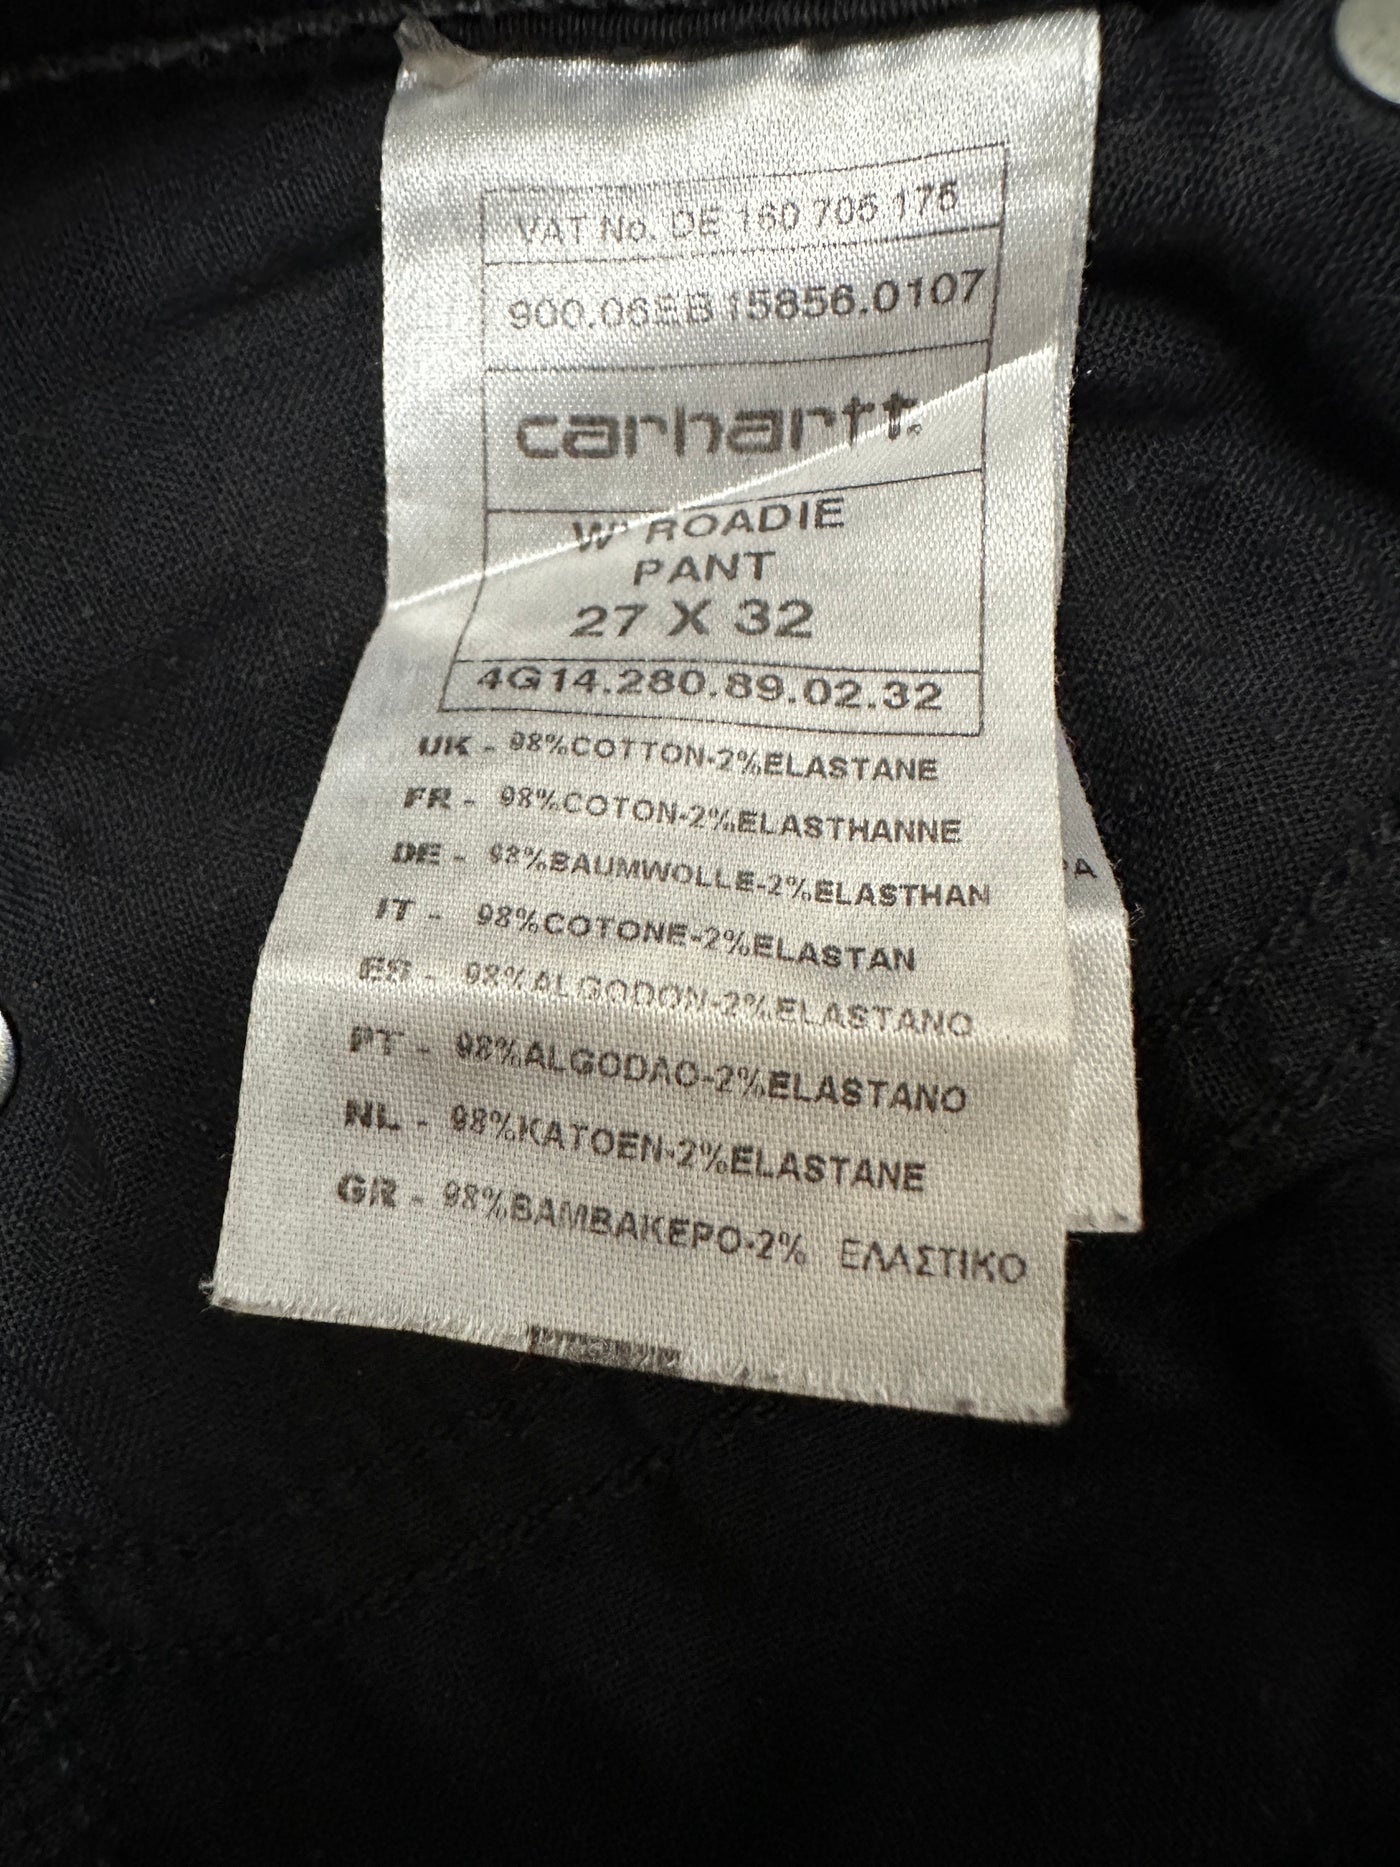 VAT No. DE 160 706 176
900.06EB15856.0107
carhartt
W' ROADIE
PANT
27 X 32
4G14.280.89.02.32
UK - 98%COTTON-2%ELASTANE
FR - 98%COTON-2%ELASTHANNE
DE - 98%BAUMWOLLE-2%ELASTHAN
IT - 98%COTONE-2%ELASTAN
ES - 98%ALGODON-2%ELASTANO
PT - 98%ALGODAO-2%ELASTANO
NL - 98%KATOEN-2%ELASTANE
GR - 98%BAMBAKEPO-2% ΕΛΑΣΤΙΚΟ